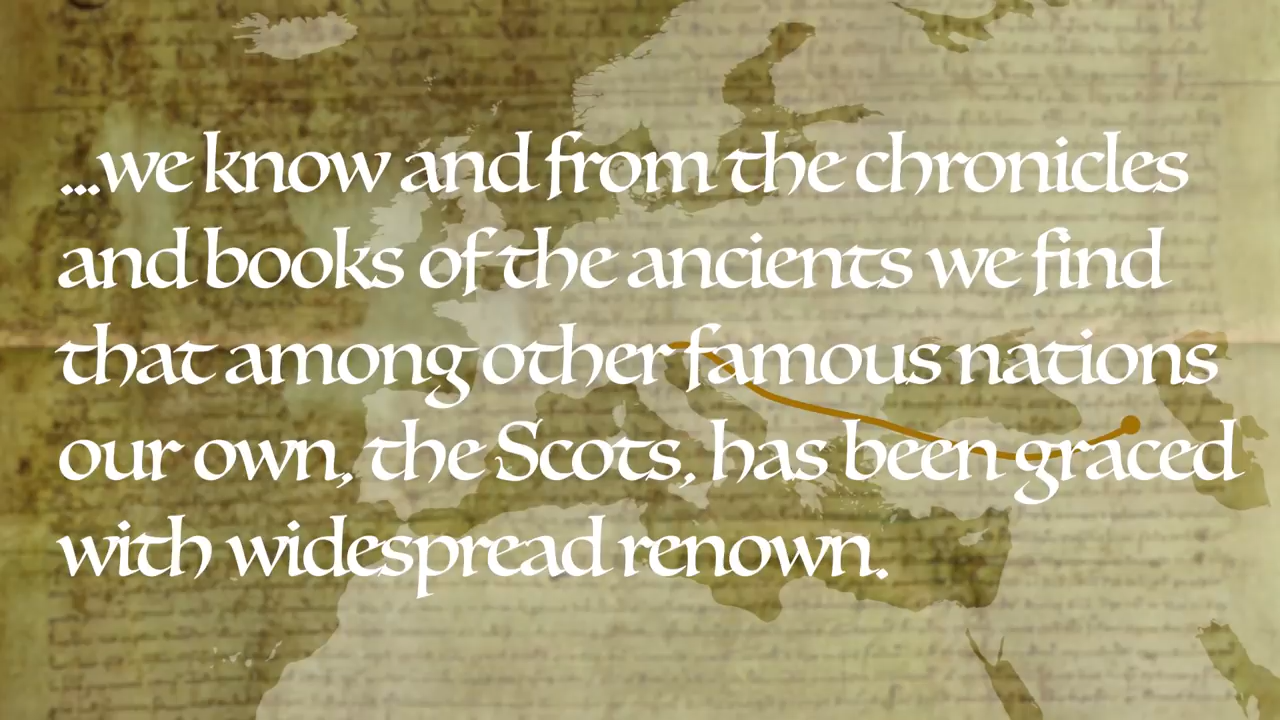 ...we know and from the chronicles
and books of the ancients we find
that among other famous nations
our own, the Scots, has been graced
with widespread renown.